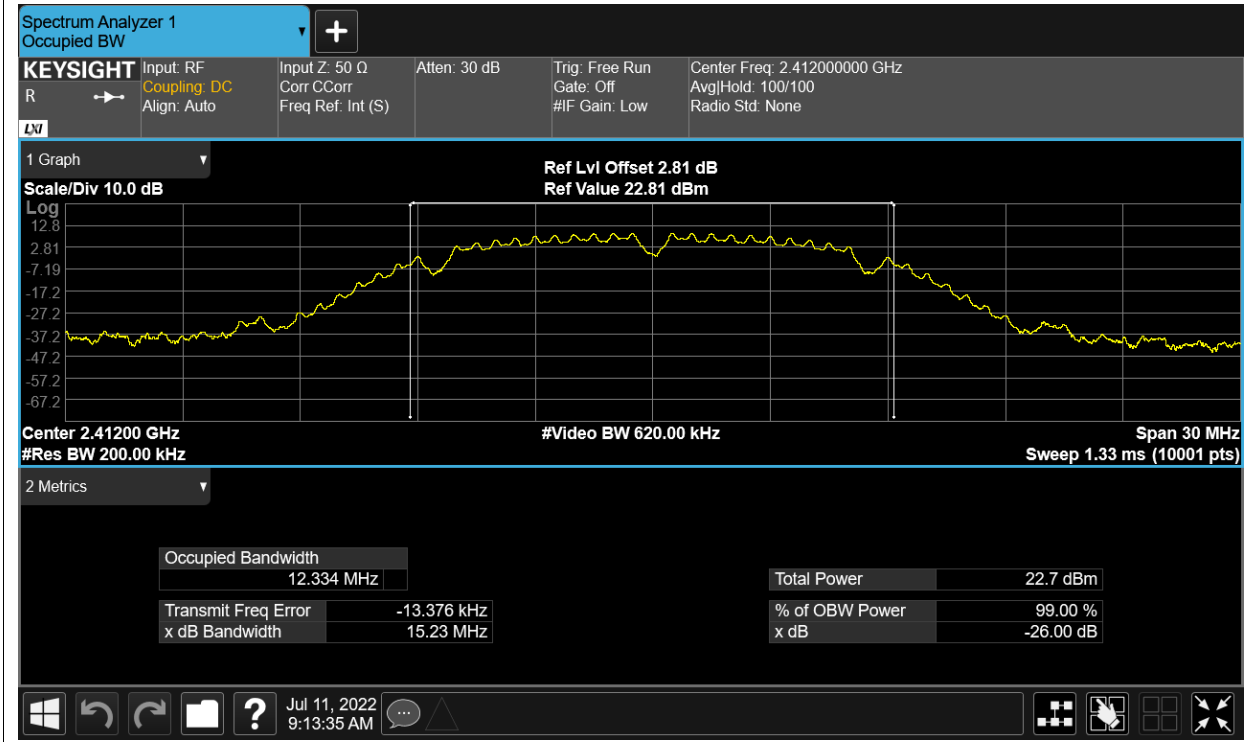 Spectrum Analyzer 1
Occupied BW
KEYSIGHT
R
LXI
Input: RF
Coupling: DC
Align: Auto
Input Z: 50 Ω
Corr CCorr
Freq Ref: Int (S)
Atten: 30 dB
Trig: Free Run
Gate: Off
#IF Gain: Low
Center Freq: 2.412000000 GHz
Avg|Hold: 100/100
Radio Std: None
1 Graph
Scale/Div 10.0 dB
Ref Lvl Offset 2.81 dB
Ref Value 22.81 dBm
Log
12.8
2.81
-7.19
-17.2
-27.2
-37.2
-47.2
-57.2
-67.2
Center 2.41200 GHz
#Res BW 200.00 kHz
#Video BW 620.00 kHz
Span 30 MHz
Sweep 1.33 ms (10001 pts)
2 Metrics
Occupied Bandwidth
12.334 MHz
Transmit Freq Error -13.376 kHz
x dB Bandwidth 15.23 MHz
Total Power 22.7 dBm
% of OBW Power 99.00 %
x dB -26.00 dB
?
Jul 11, 2022
9:13:35 AM